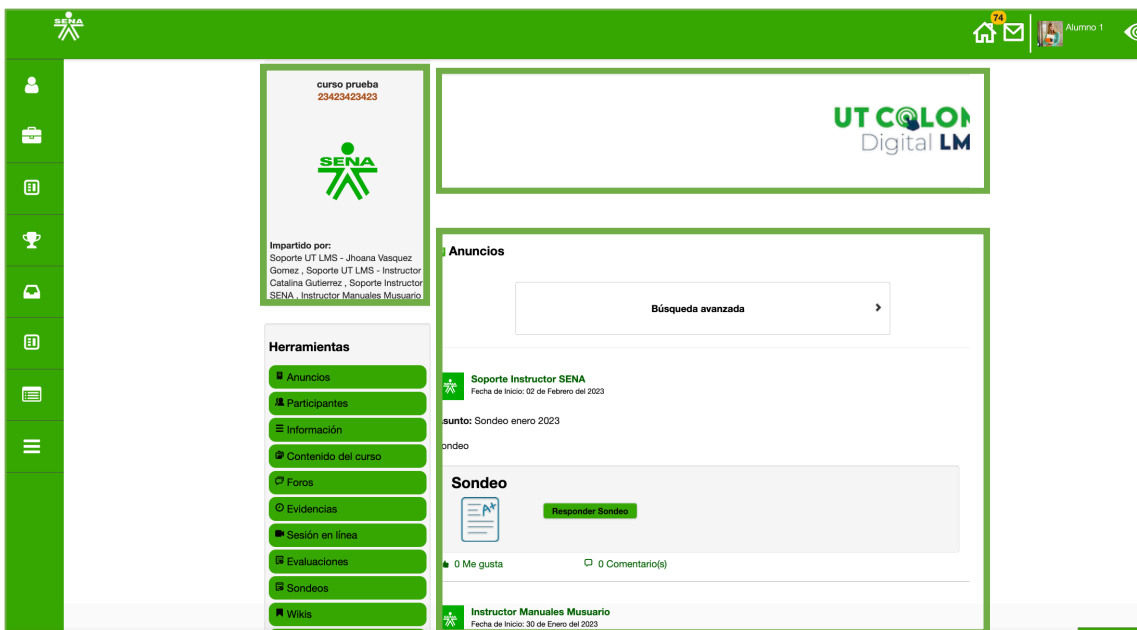 SENA
74
Alumno 1
curso prueba
23423423423
SENA
Impartido por:
Soporte UT LMS - Jhoana Vasquez
Gomez , Soporte UT LMS - Instructor
Catalina Gutierrez , Soporte Instructor
SENA , Instructor Manuales Musuario
Herramientas
Anuncios
Participantes
Información
Contenido del curso
Foros
Evidencias
Sesión en línea
Evaluaciones
Sondeos
Wikis
UT COLON
Digital LM
Anuncios
Búsqueda avanzada
Soporte Instructor SENA
Fecha de Inicio: 02 de Febrero del 2023
sunto: Sondeo enero 2023
ondeo
Sondeo
A+
Responder Sondeo
0 Me gusta
0 Comentario(s)
Instructor Manuales Musuario
Fecha de Inicio: 30 de Enero del 2023